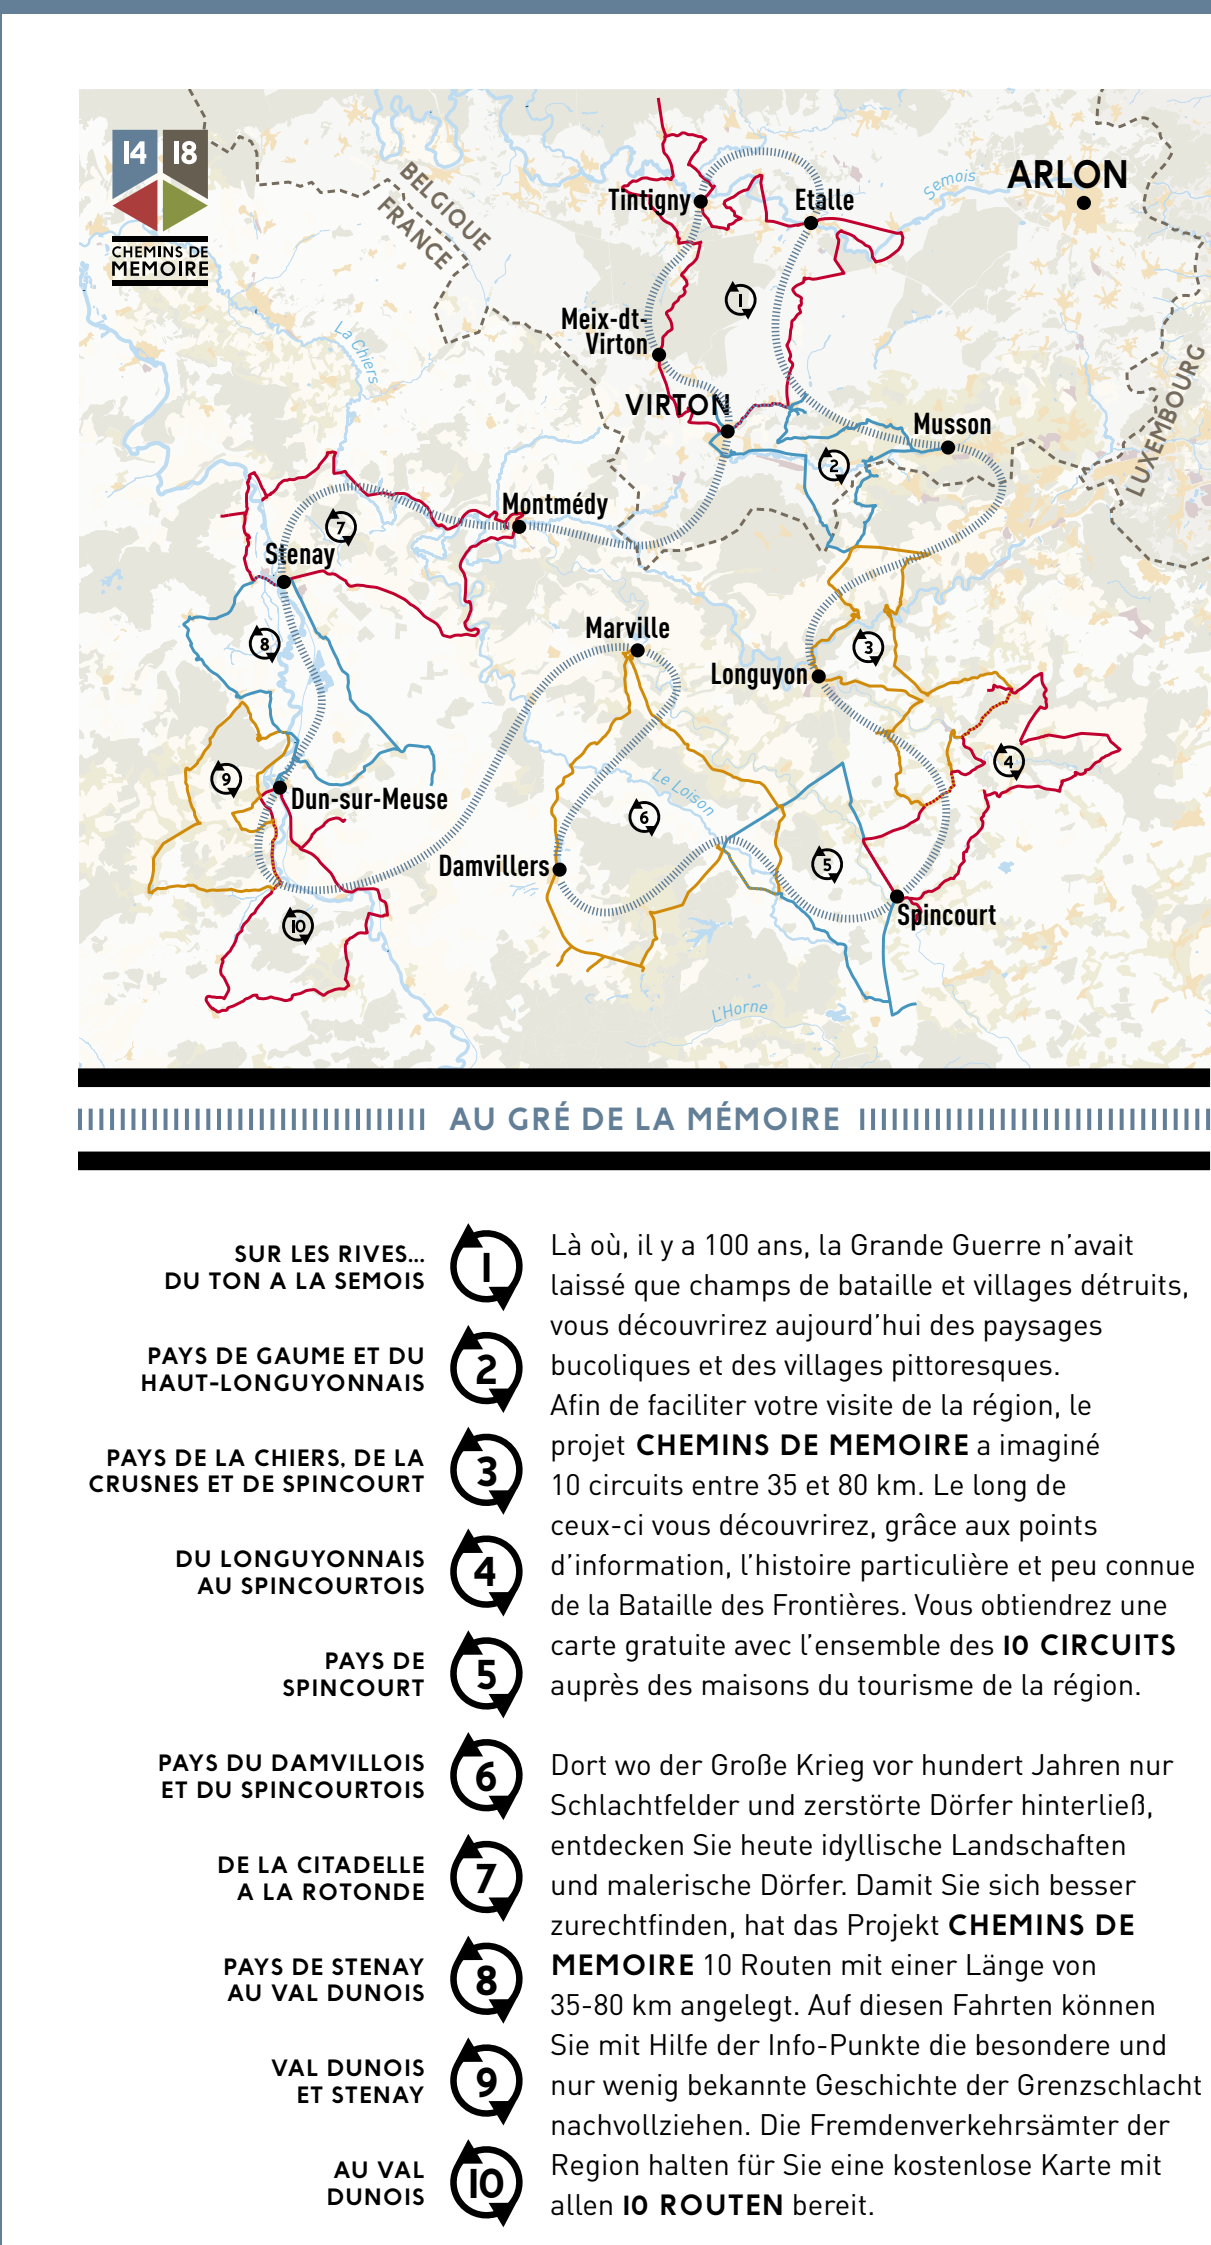 14 18
CHEMINS DE
MEMOIRE
BELGIQUE
FRANCE
Tintigny
Etalle
Semois
ARLON
1
Meix-dt-
Virton
La Chiers
VIRTON
Musson
LUXEMBOURG
2
Montmédy
7
Stenay
8
Marville
3
Longuyon
9
Dun-sur-Meuse
Le Loison
4
6
Damvillers
5
Spincourt
10
L'Horne
AU GRÉ DE LA MÉMOIRE
SUR LES RIVES...
DU TON A LA SEMOIS
1
PAYS DE GAUME ET DU
HAUT-LONGUYONNAIS
2
PAYS DE LA CHIERS, DE LA
CRUSNES ET DE SPINCOURT
3
DU LONGUYONNAIS
AU SPINCOURTOIS
4
PAYS DE
SPINCOURT
5
PAYS DU DAMVILLOIS
ET DU SPINCOURTOIS
6
DE LA CITADELLE
A LA ROTONDE
7
PAYS DE STENAY
AU VAL DUNOIS
8
VAL DUNOIS
ET STENAY
9
AU VAL
DUNOIS
10
Là où, il y a 100 ans, la Grande Guerre n'avait
laissé que champs de bataille et villages détruits,
vous découvrirez aujourd'hui des paysages
bucoliques et des villages pittoresques.
Afin de faciliter votre visite de la région, le
projet CHEMINS DE MEMOIRE a imaginé
10 circuits entre 35 et 80 km. Le long de
ceux-ci vous découvrirez, grâce aux points
d'information, l'histoire particulière et peu connue
de la Bataille des Frontières. Vous obtiendrez une
carte gratuite avec l'ensemble des 10 CIRCUITS
auprès des maisons du tourisme de la région.
Dort wo der Große Krieg vor hundert Jahren nur
Schlachtfelder und zerstörte Dörfer hinterließ,
entdecken Sie heute idyllische Landschaften
und malerische Dörfer. Damit Sie sich besser
zurechtfinden, hat das Projekt CHEMINS DE
MEMOIRE 10 Routen mit einer Länge von
35-80 km angelegt. Auf diesen Fahrten können
Sie mit Hilfe der Info-Punkte die besondere und
nur wenig bekannte Geschichte der Grenzschlacht
nachvollziehen. Die Fremdenverkehrsämter der
Region halten für Sie eine kostenlose Karte mit
allen 10 ROUTEN bereit.